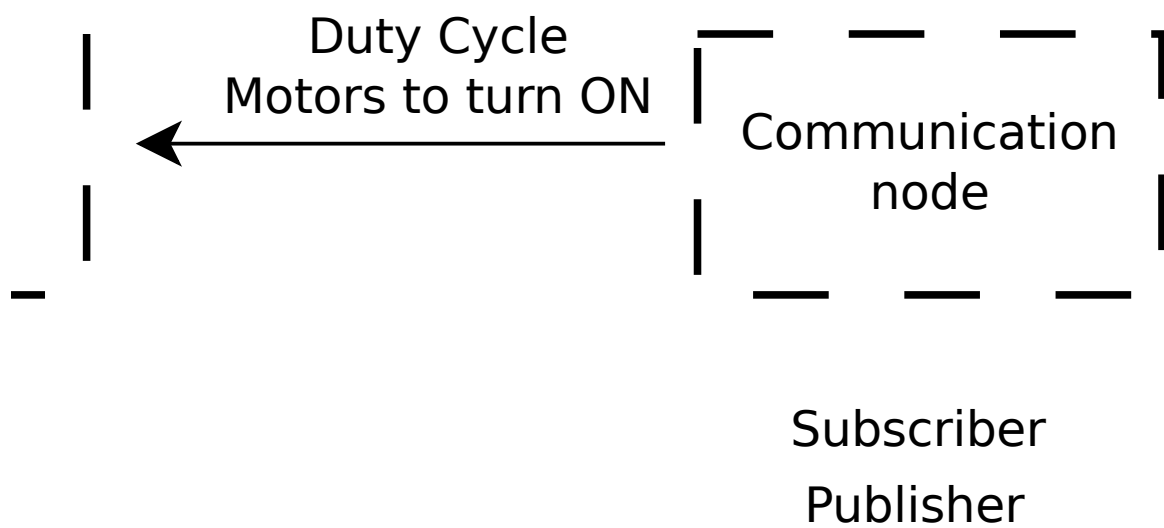 Duty Cycle
Motors to turn ON
Communication
node
Subscriber
Publisher